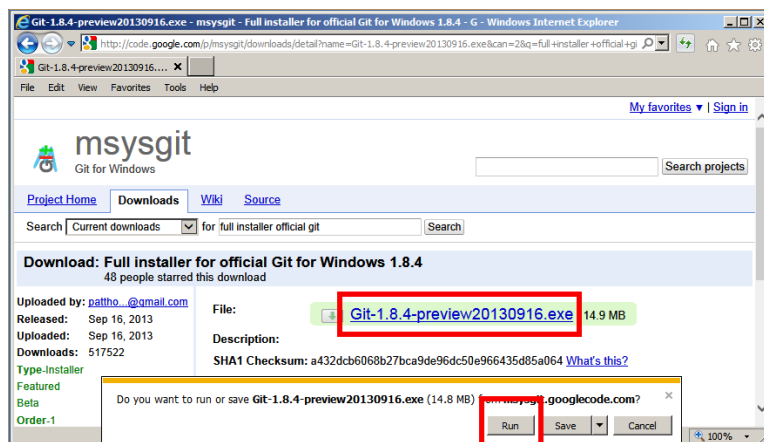 Git-1.8.4-preview20130916.exe - msysgit - Full installer for official Git for Windows 1.8.4 - G - Windows Internet Explorer
http://code.google.com/p/msysgit/downloads/detail?name=Git-1.8.4-preview20130916.exe&can=2&q=full+installer+official+gi
Git-1.8.4-preview20130916....
File Edit View Favorites Tools Help
My favorites ▼ | Sign in
msysgit
Git for Windows
Search projects
Project Home Downloads Wiki Source
Search Current downloads for full installer official git Search
Download: Full installer for official Git for Windows 1.8.4
48 people starred this download
Uploaded by: pattho...@gmail.com
Released: Sep 16, 2013
Uploaded: Sep 16, 2013
Downloads: 517522
Type-Installer
Featured
Beta
Order-1
File: Git-1.8.4-preview20130916.exe 14.9 MB
Description:
SHA1 Checksum: a432dcb6068b27bca9de96dc50e966435d85a064 What's this?
Do you want to run or save Git-1.8.4-preview20130916.exe (14.8 MB) from msysgit.googlecode.com?
Run Save Cancel
100%